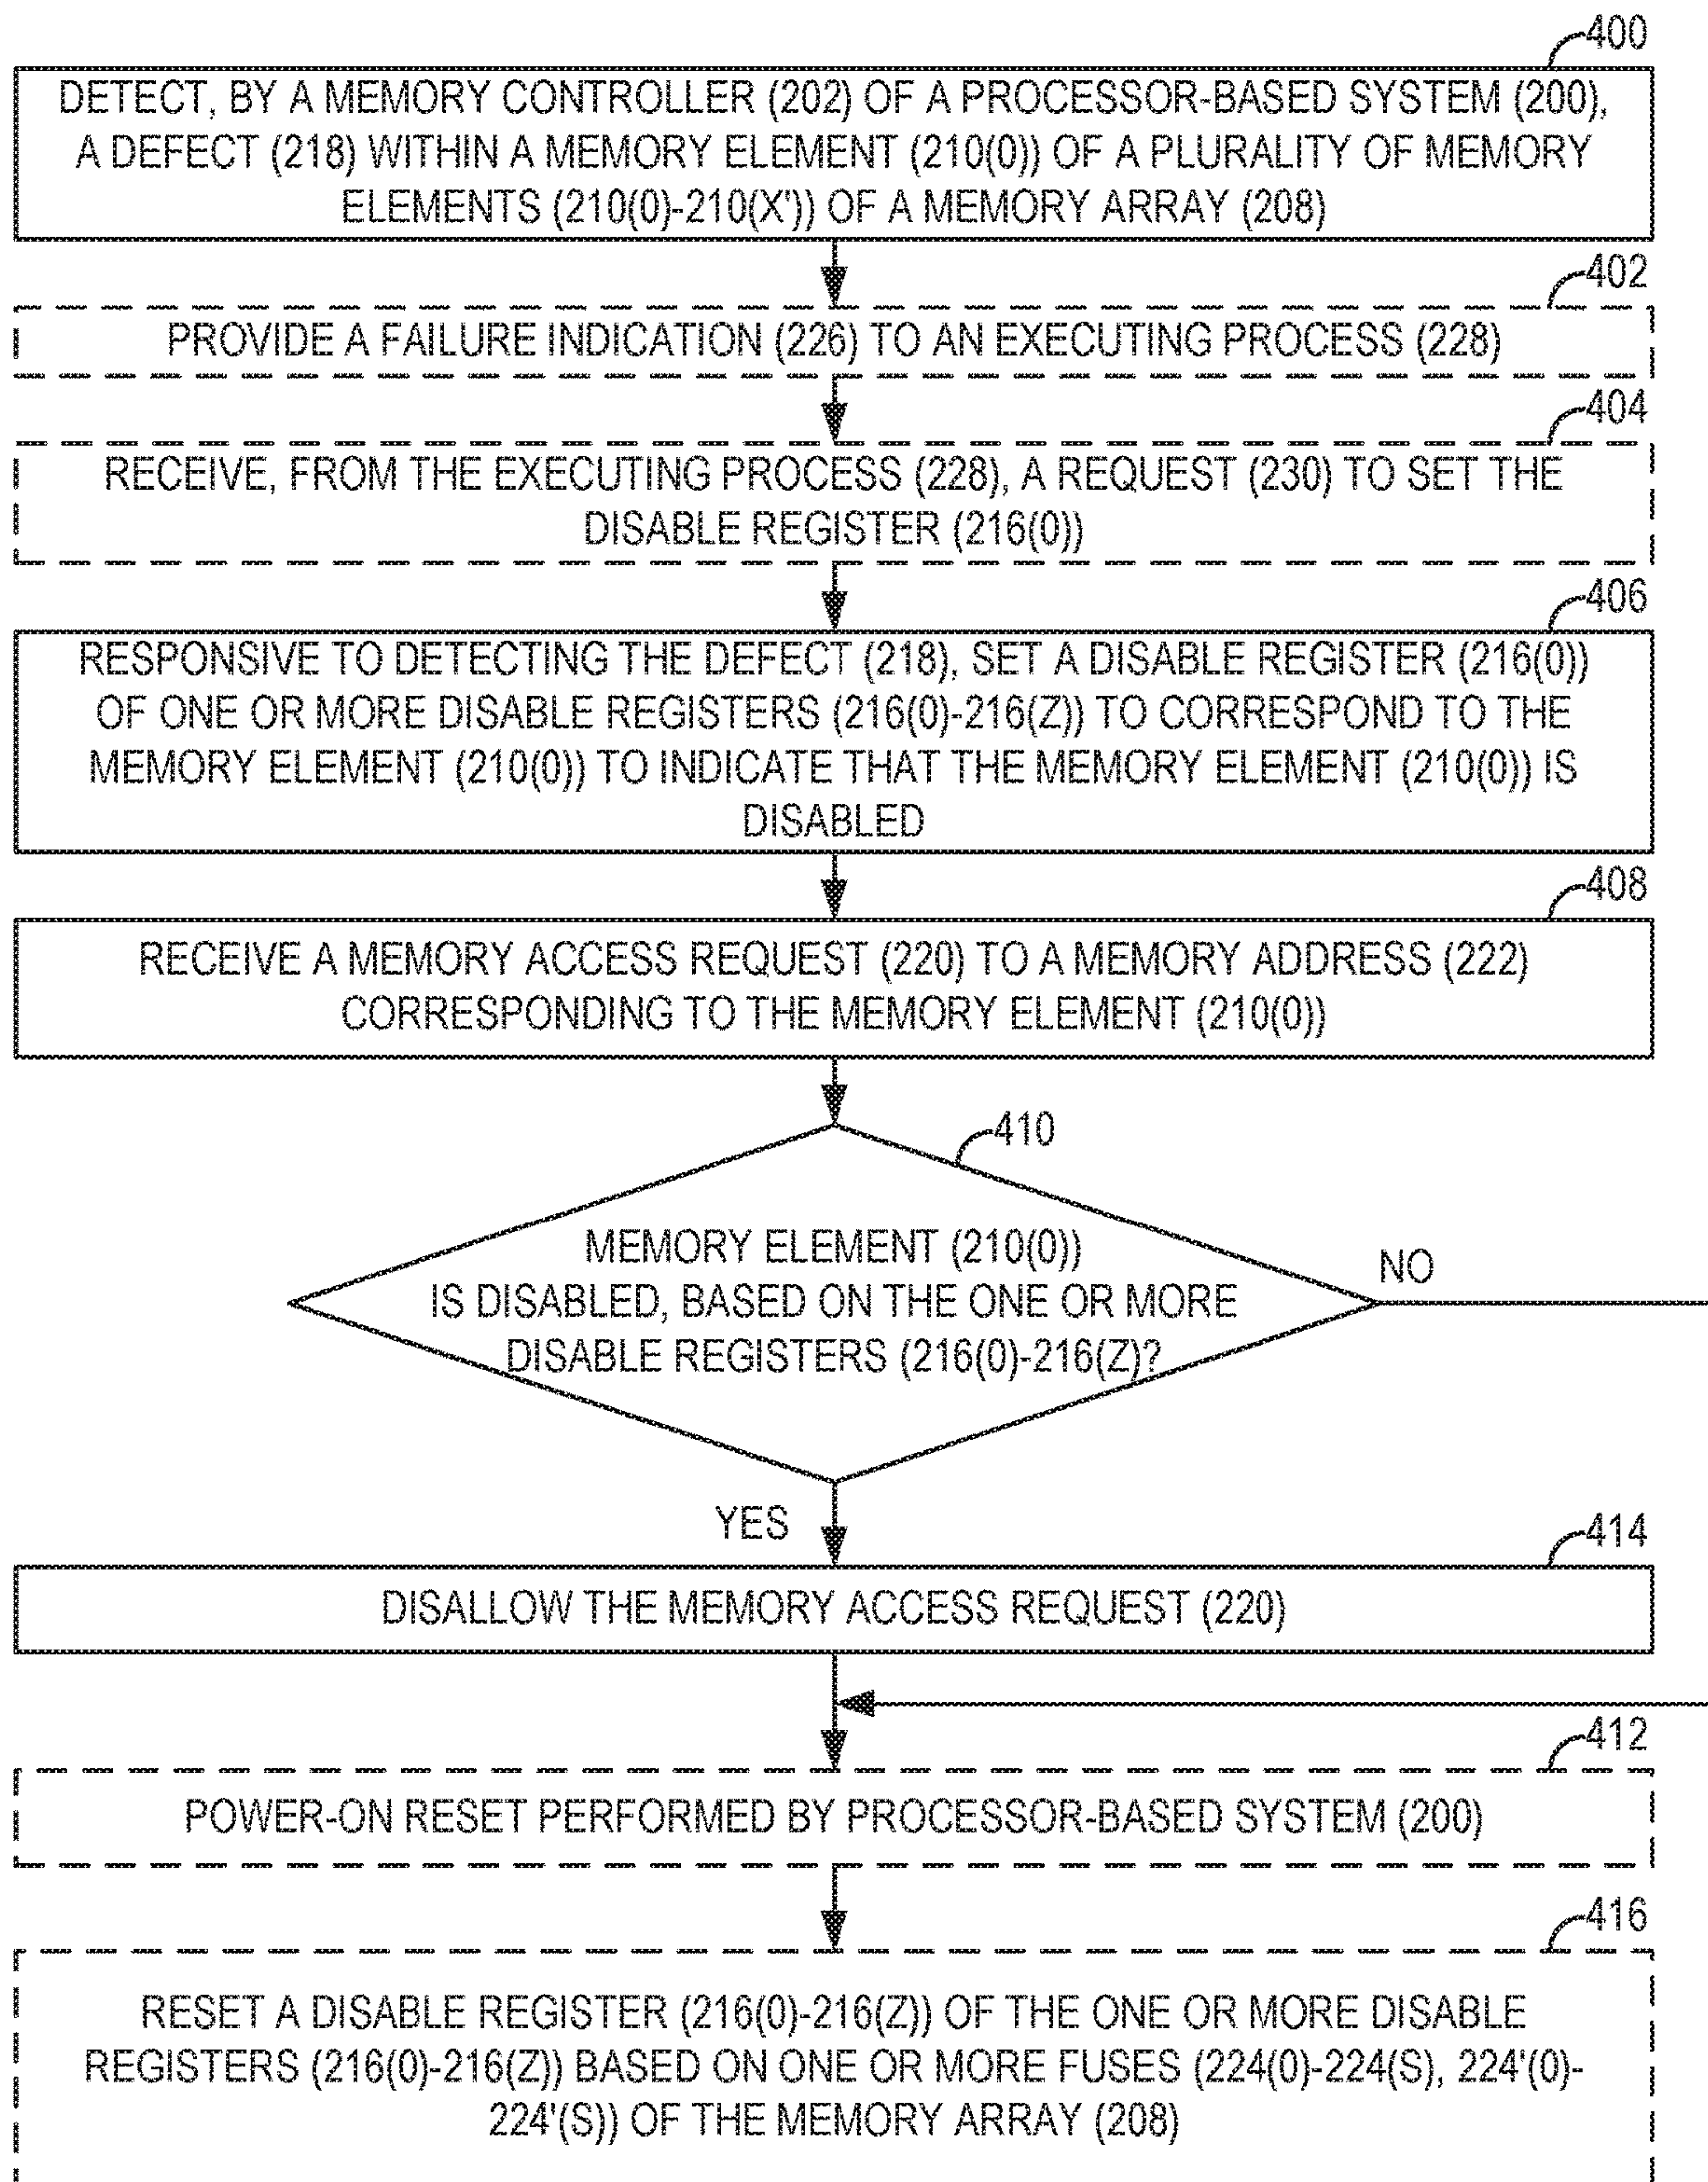 400
DETECT, BY A MEMORY CONTROLLER (202) OF A PROCESSOR-BASED SYSTEM (200),
A DEFECT (218) WITHIN A MEMORY ELEMENT (210(0)) OF A PLURALITY OF MEMORY
ELEMENTS (210(0)-210(X')) OF A MEMORY ARRAY (208)
402
PROVIDE A FAILURE INDICATION (226) TO AN EXECUTING PROCESS (228)
404
RECEIVE, FROM THE EXECUTING PROCESS (228), A REQUEST (230) TO SET THE
DISABLE REGISTER (216(0))
406
RESPONSIVE TO DETECTING THE DEFECT (218), SET A DISABLE REGISTER (216(0))
OF ONE OR MORE DISABLE REGISTERS (216(0)-216(Z)) TO CORRESPOND TO THE
MEMORY ELEMENT (210(0)) TO INDICATE THAT THE MEMORY ELEMENT (210(0)) IS
DISABLED
408
RECEIVE A MEMORY ACCESS REQUEST (220) TO A MEMORY ADDRESS (222)
CORRESPONDING TO THE MEMORY ELEMENT (210(0))
410
MEMORY ELEMENT (210(0))
IS DISABLED, BASED ON THE ONE OR MORE
DISABLE REGISTERS (216(0)-216(Z)?
NO
YES
414
DISALLOW THE MEMORY ACCESS REQUEST (220)
412
POWER-ON RESET PERFORMED BY PROCESSOR-BASED SYSTEM (200)
416
RESET A DISABLE REGISTER (216(0)-216(Z)) OF THE ONE OR MORE DISABLE
REGISTERS (216(0)-216(Z)) BASED ON ONE OR MORE FUSES (224(0)-224(S), 224'(0)-
224'(S)) OF THE MEMORY ARRAY (208)